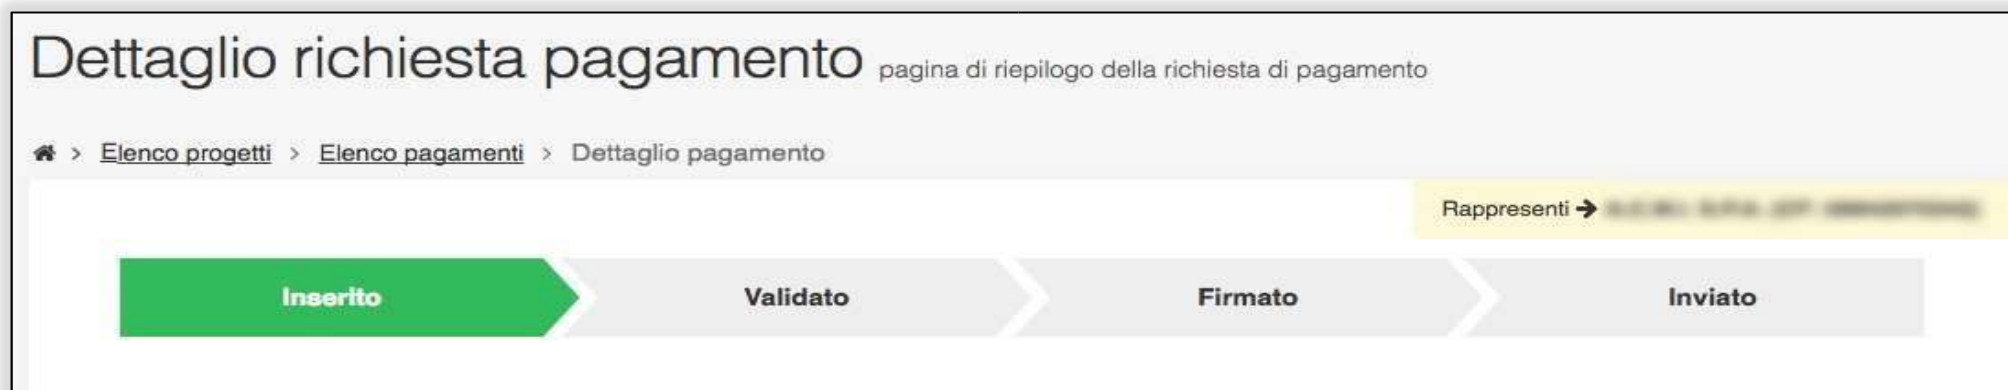 Dettaglio richiesta pagamento pagina di riepilogo della richiesta di pagamento
> Elenco progetti > Elenco pagamenti > Dettaglio pagamento
Rappresenti →
Inserito Validato Firmato Inviato